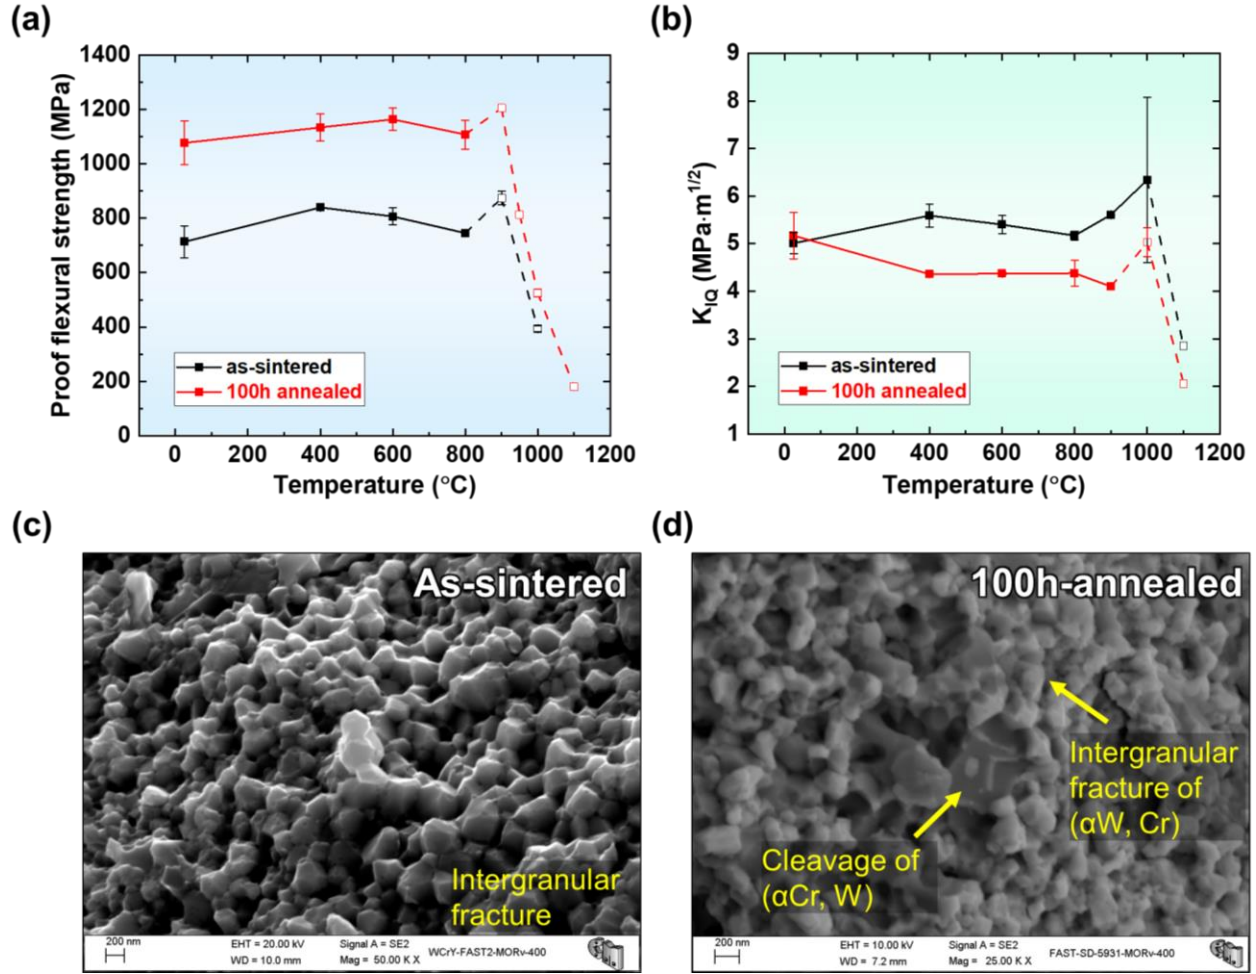 (a)
1400
1200
1000
800
600
400
200
0
Proof flexural strength (MPa)
as-sintered
100h annealed
0 200 400 600 800 1000 1200
Temperature (°C)
(b)
9
8
7
6
5
4
3
2
1
K_IQ (MPa·m^1/2)
as-sintered
100h annealed
0 200 400 600 800 1000 1200
Temperature (°C)
(c)
As-sintered
Intergranular
fracture
200 nm
EHT = 20.00 kV
WD = 10.0 mm
Signal A = SE2
Mag = 50.00 K X
WCrY-FAST2-MORv-400
(d)
100h-annealed
Intergranular
fracture of
(αW, Cr)
Cleavage of
(αCr, W)
200 nm
EHT = 10.00 kV
WD = 7.2 mm
Signal A = SE2
Mag = 25.00 K X
FAST-SD-5931-MORv-400